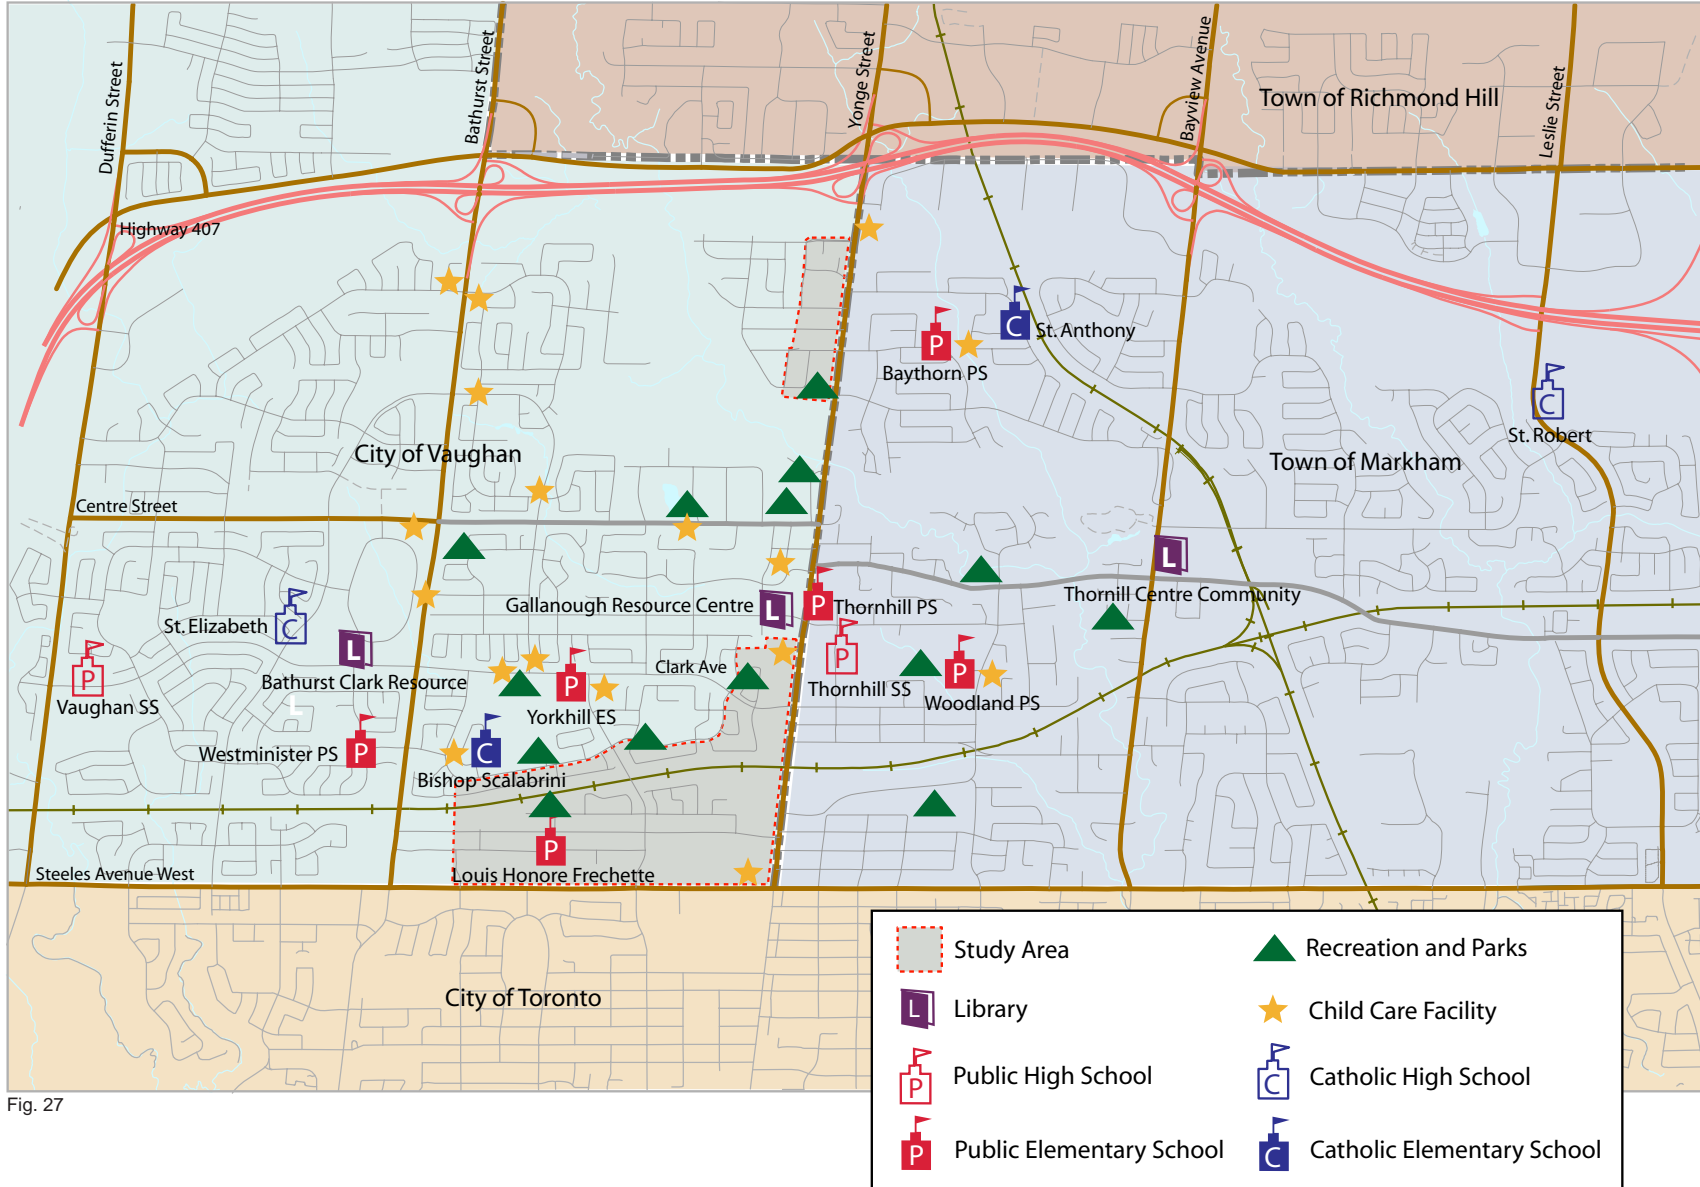 Dufferin Street
Bathurst Street
Yonge Street
Bayview Avenue
Leslie Street
Town of Richmond Hill
Highway 407
C
St. Anthony
P
Baythorn PS
C
St. Robert
City of Vaughan
Town of Markham
Centre Street
L
Thornill Centre Community
Gallanough Resource Centre
L
P
Thornhill PS
St. Elizabeth
C
L
Bathurst Clark Resource
L
P
Vaughan SS
Clark Ave
P
Thornhill SS
P
Woodland PS
P
Yorkhill ES
Westminister PS
P
C
Bishop Scalabrini
P
Louis Honore Frechette
Steeles Avenue West
City of Toronto
Study Area
Recreation and Parks
L
Library
Child Care Facility
P
Public High School
C
Catholic High School
P
Public Elementary School
C
Catholic Elementary School
Fig. 27